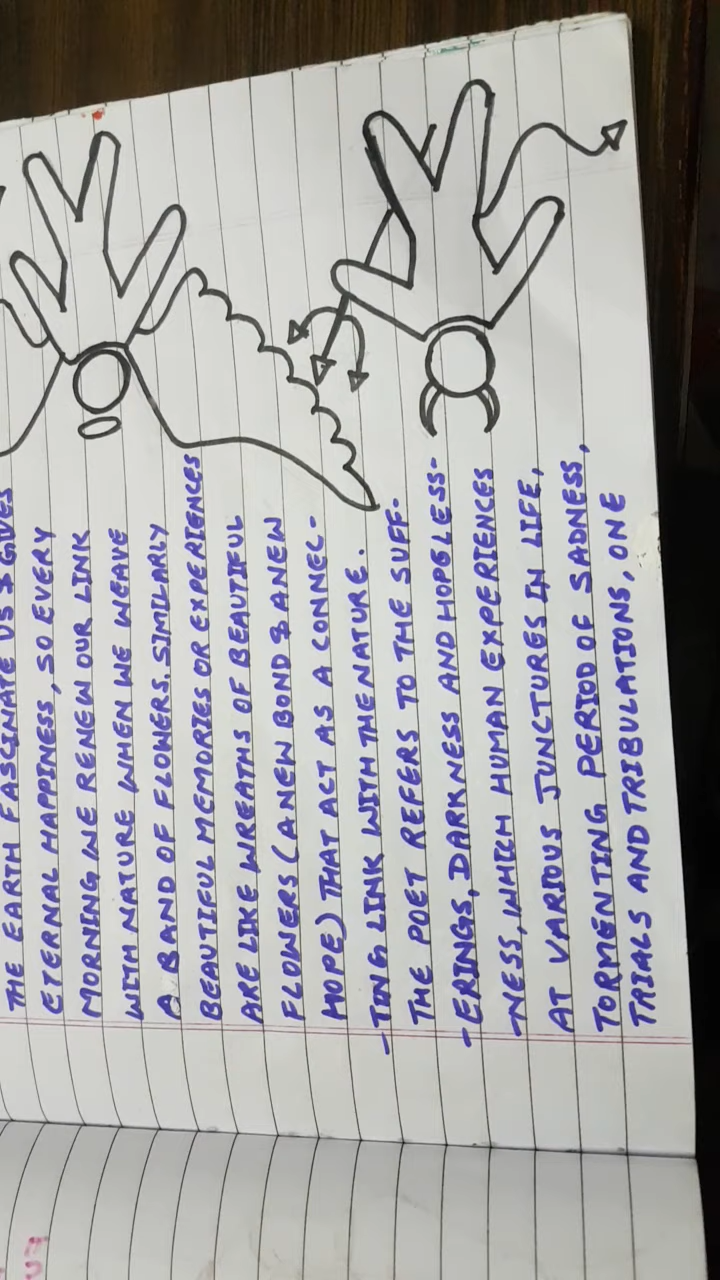 THE EARTH FASCINATE US & GIVES
ETERNAL HAPPINESS, SO EVERY
MORNING WE RENEW OUR LINK
WITH NATURE WHEN WE WEAVE
A BAND OF FLOWERS. SIMILARLY
BEAUTIFUL MEMORIES OR EXPERIENCES
ARE LIKE WREATHS OF BEAUTIFUL
FLOWERS (A NEW BOND & A NEW
HOPE) THAT ACT AS A CONNEC-
-TING LINK WITH THE NATURE.
THE POET REFERS TO THE SUFF-
-ERINGS, DARKNESS AND HOPELESS-
-NESS, WHICH HUMAN EXPERIENCES
AT VARIOUS JUNCTURES IN LIFE,
TORMENTING PERIOD OF SADNESS,
TRIALS AND TRIBULATIONS, ONE